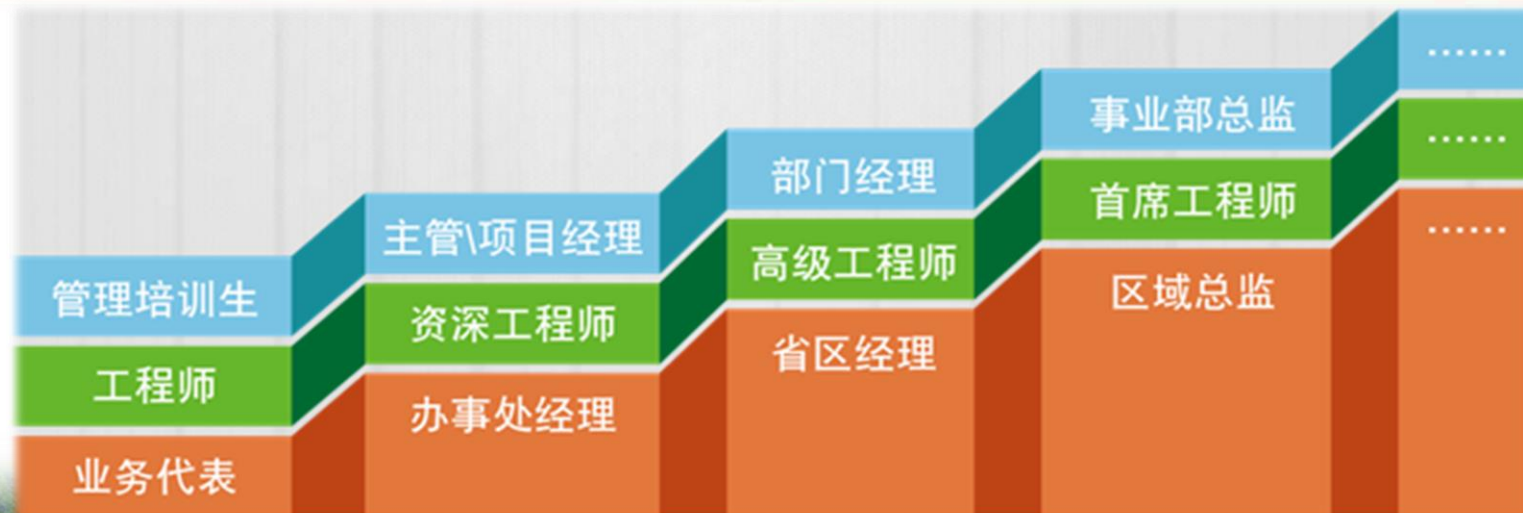 管理培训生
工程师
业务代表
主管\项目经理
资深工程师
办事处经理
部门经理
高级工程师
省区经理
事业部总监
首席工程师
区域总监
……
……
……